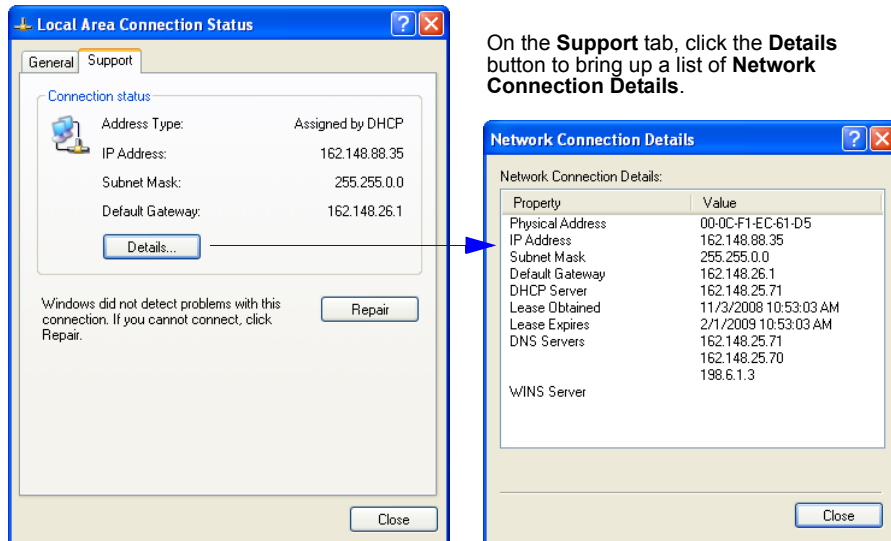 Local Area Connection Status
General
Support
Connection status
Address Type: Assigned by DHCP
IP Address: 162.148.88.35
Subnet Mask: 255.255.0.0
Default Gateway: 162.148.26.1
Details...
Windows did not detect problems with this
connection. If you cannot connect, click
Repair.
Repair
Close
On the Support tab, click the Details
button to bring up a list of Network
Connection Details.
Network Connection Details
Network Connection Details:
Property Value
Physical Address 00-0C-F1-EC-61-D5
IP Address 162.148.88.35
Subnet Mask 255.255.0.0
Default Gateway 162.148.26.1
DHCP Server 162.148.25.71
Lease Obtained 11/3/2008 10:53:03 AM
Lease Expires 2/1/2009 10:53:03 AM
DNS Servers 162.148.25.71
162.148.25.70
198.6.1.3
WINS Server
Close